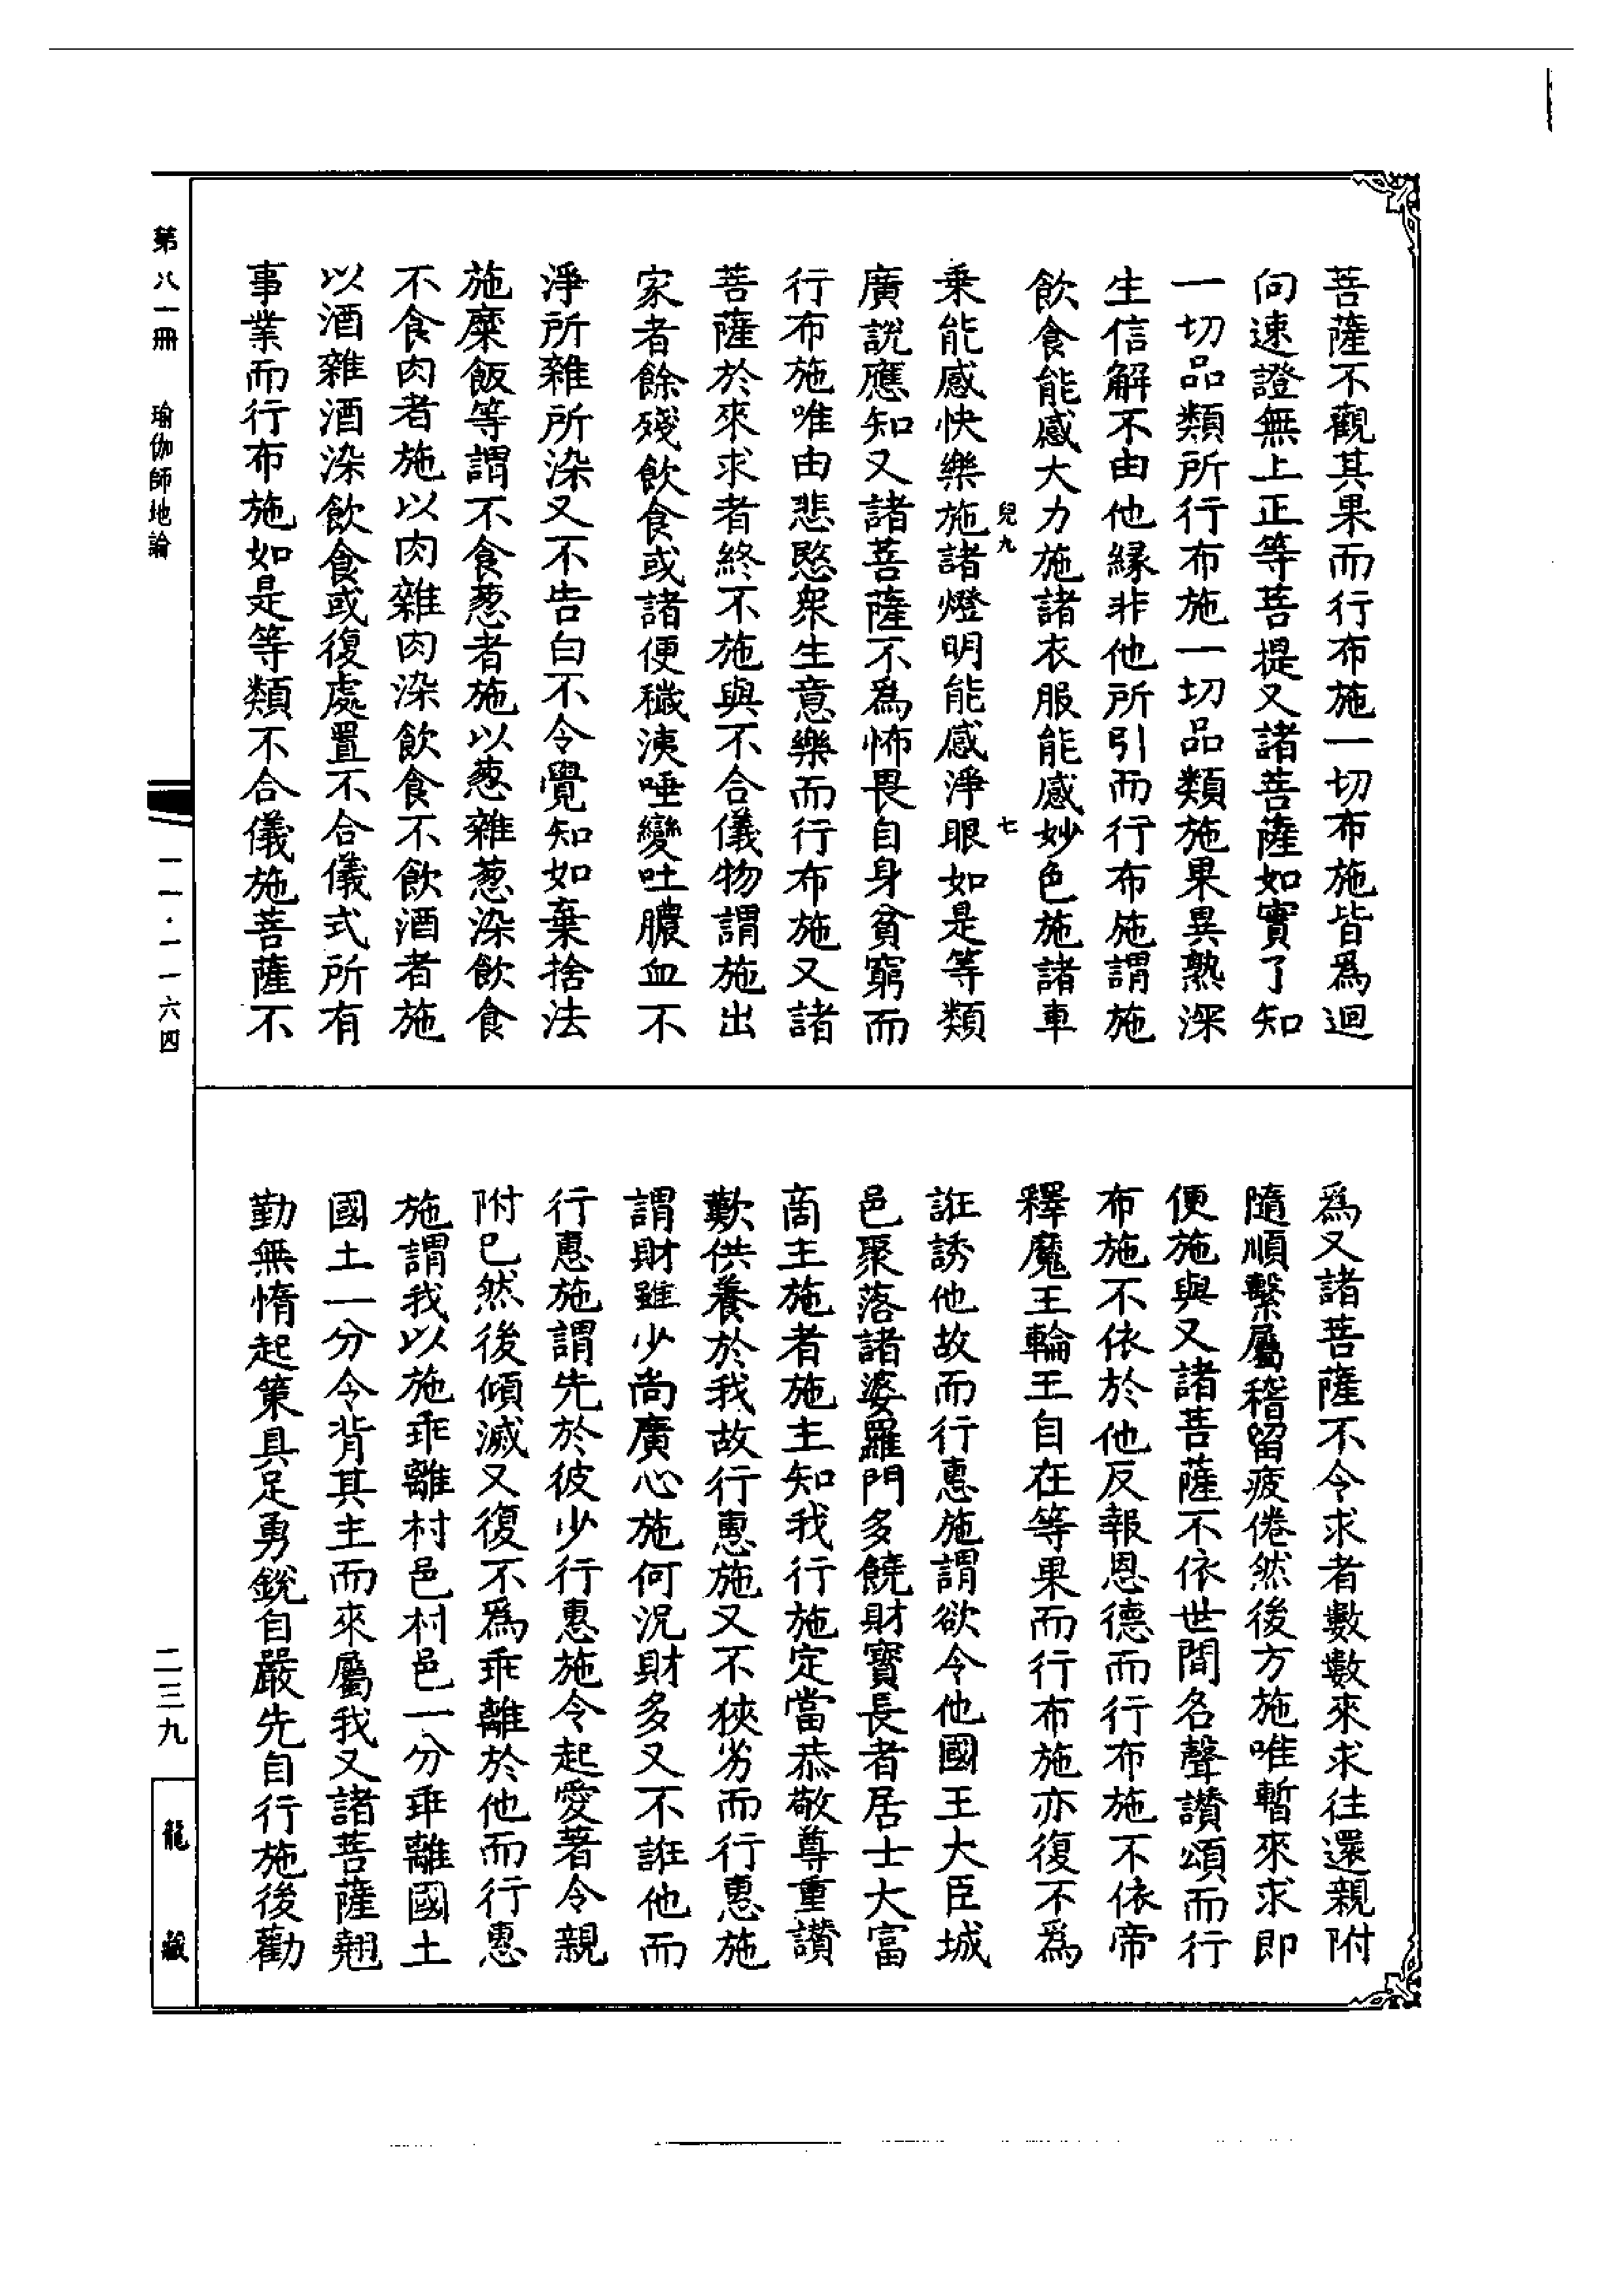 菩薩不觀其果而行布施一切布施皆為迴
向速證無上正等菩提又諸菩薩如實了知
一切品類所行布施一切品類施果異熟深
生信解不由他緣非他所引而行布施謂施
飲食能感大力施諸衣服能感妙色施諸車
兒九 七
乗能感快樂施諸燈明能感淨眼如是等類
廣說應知又諸菩薩不為怖畏自身貧窮而
行布施唯由悲愍衆生意樂而行布施又諸
菩薩於來求者終不施與不合儀物謂施出
家者餘殘飲食或諸便穢洟唾變吐膿血不
淨所雜所染又不告白不令覺知如棄捨法
施糜飯等謂不食葱者施以葱雜葱染飲食
不食肉者施以肉雜肉染飲食不飲酒者施
以酒雜酒染飲食或復處置不合儀式所有
事業而行布施如是等類不合儀施菩薩不
為又諸菩薩不令求者數數來求往還親附
隨順繫屬稽留疲倦然後方施唯暫來求即
便施與又諸菩薩不依世間名聲讚頌而行
布施不依於他反報恩德而行布施不依帝
釋魔王輪王自在等果而行布施亦復不為
誑誘他故而行惠施謂欲令他國王大臣城
邑聚落諸婆羅門多饒財寶長者居士大富
商主施者施主知我行施定當恭敬尊重讚
歎供養於我故行惠施又不狹劣而行惠施
謂財雖少尚廣心施何況財多又不誑他而
行惠施謂先於彼少行惠施令起愛著令親
附已然後傾滅又復不為乖離於他而行惠
施謂我以施乖離村邑村邑一分乖離國土
國土一分令背其主而來屬我又諸菩薩翹
勤無惰起策具足勇銳自嚴先自行施後勸
第八一冊 瑜伽師地論 一一·一一六四 二三九 龍藏